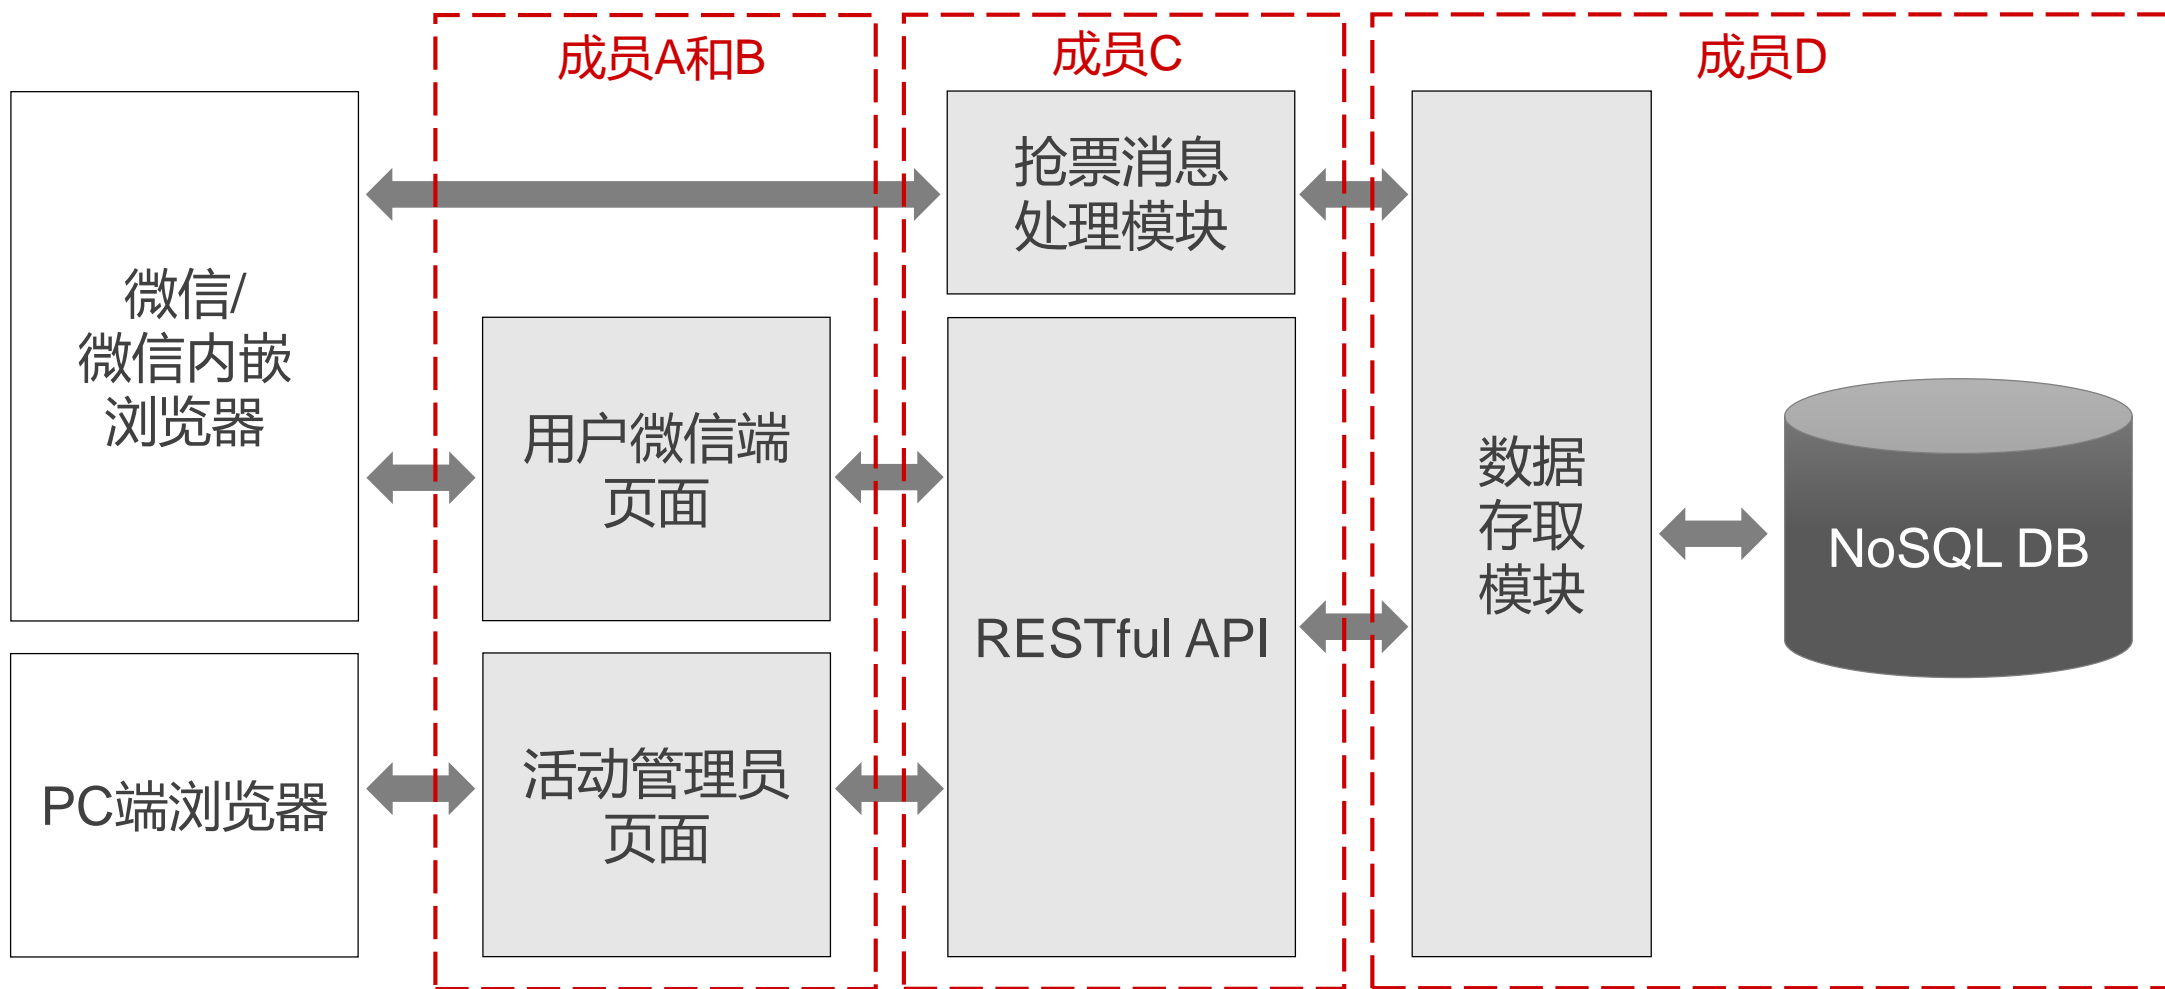 成员A和B
成员C
成员D
微信/
微信内嵌
浏览器
抢票消息
处理模块
用户微信端
页面
RESTful API
数据
存取
模块
NoSQL DB
PC端浏览器
活动管理员
页面